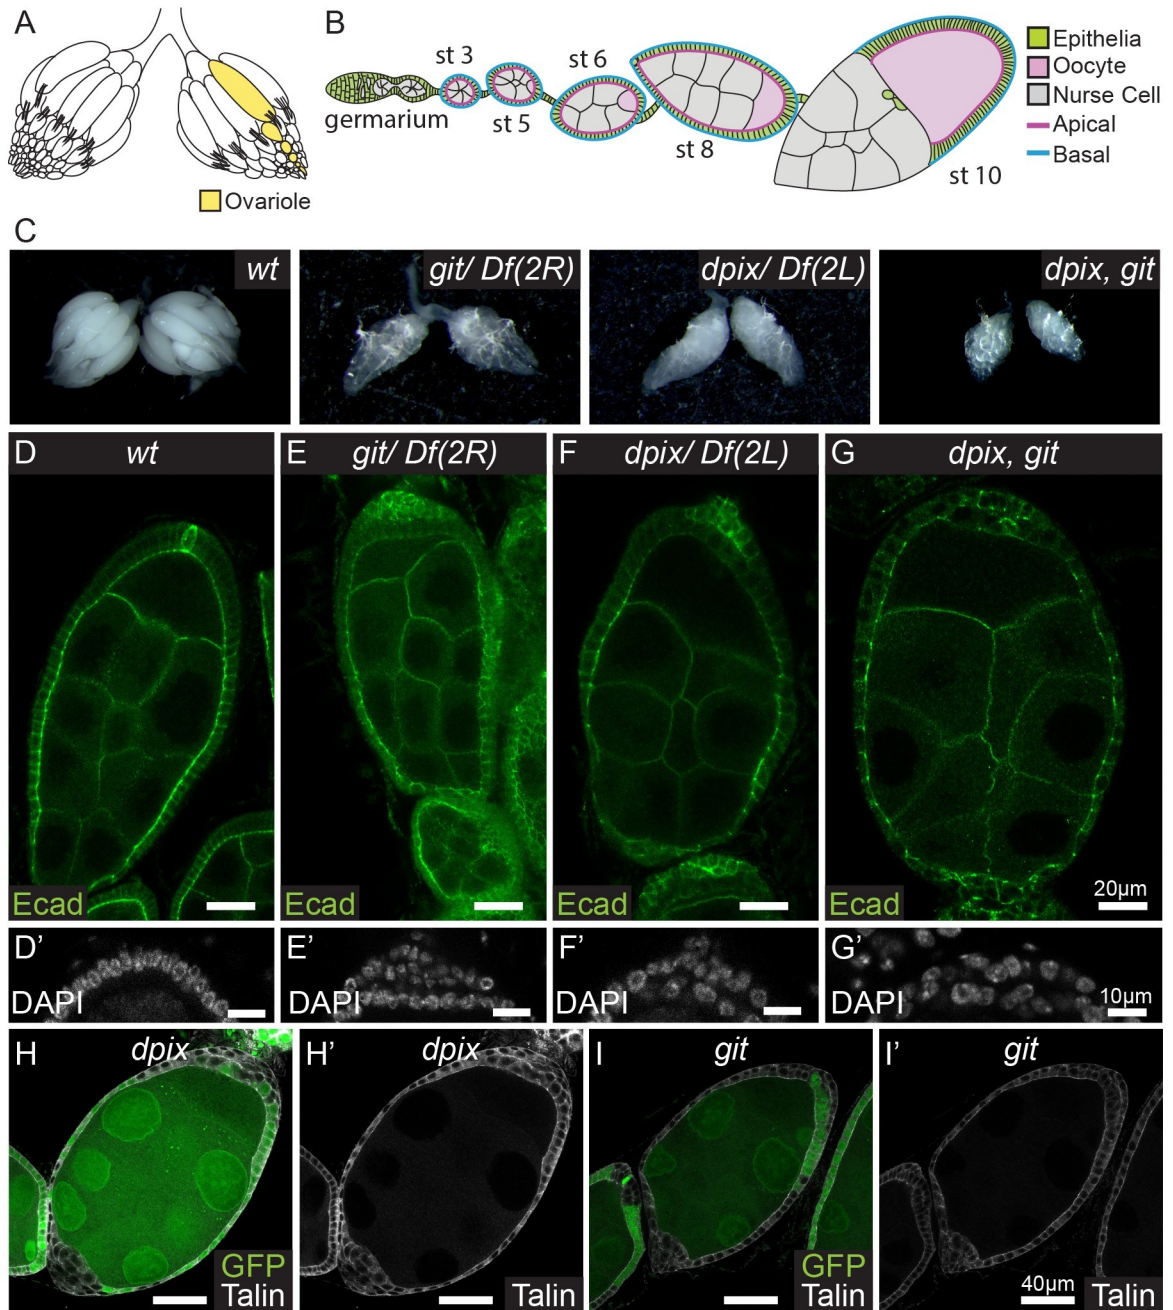 A
Ovariole
B
st 3
st 6
germarium
st 5
st 8
st 10
Epithelia
Oocyte
Nurse Cell
Apical
Basal
C
wt
git/ Df(2R)
dpix/ Df(2L)
dpix, git
D wt
E git/ Df(2R)
F dpix/ Df(2L)
G dpix, git
Ecad
Ecad
Ecad
Ecad
20µm
D’
DAPI
E’
DAPI
F’
DAPI
G’
DAPI
10µm
H dpix
GFP
Talin
H’ dpix
Talin
I git
GFP
Talin
I’ git
40µm
Talin